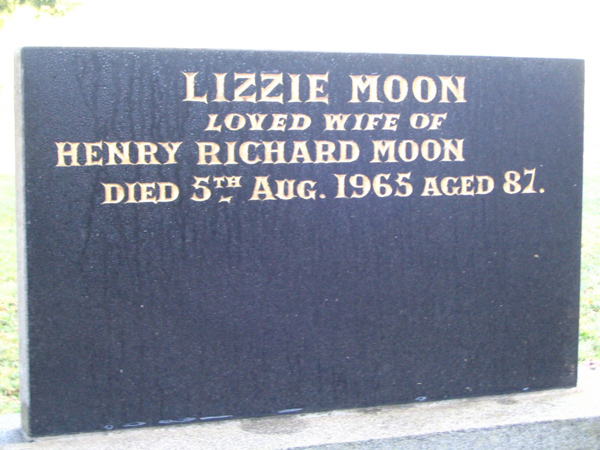 LIZZIE MOON
LOVED WIFE OF
HENRY RICHARD MOON
DIED 5TH AUG. 1965 AGED 87.